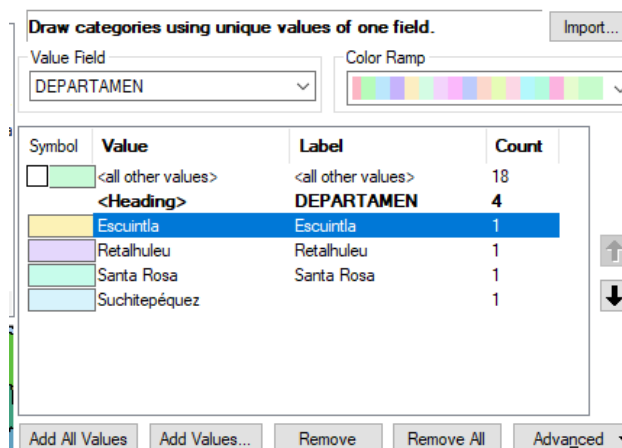 Draw categories using unique values of one field.
Import...
Value Field
Color Ramp
DEPARTAMEN
Symbol Value Label Count
<all other values> <all other values> 18
<Heading> DEPARTAMEN 4
Escuintla Escuintla 1
Retalhuleu Retalhuleu 1
Santa Rosa Santa Rosa 1
Suchitepéquez 1
Add All Values Add Values... Remove Remove All Advanced